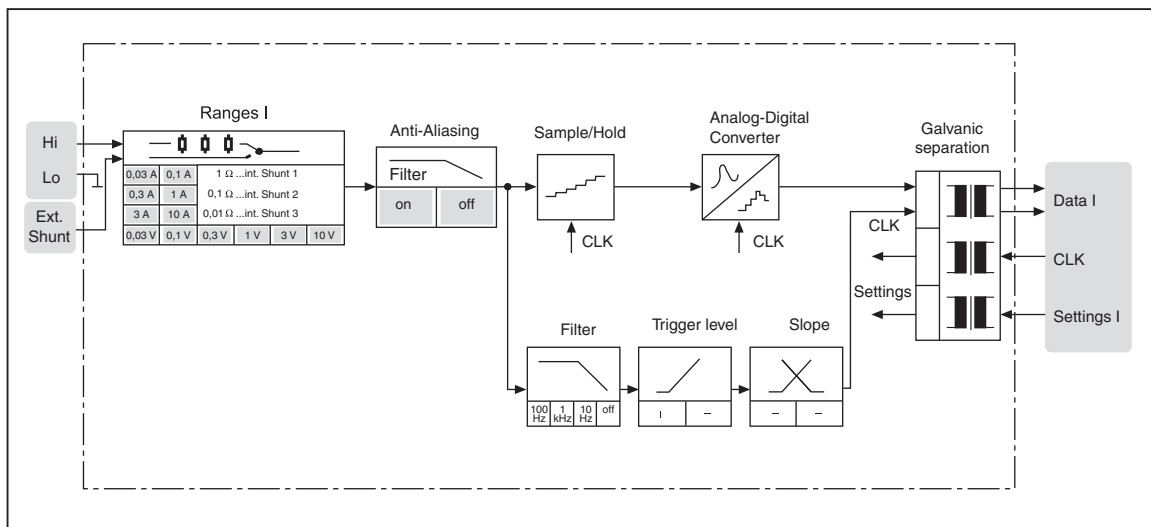 Ranges I
Hi
Lo
Ext.
Shunt
0,03 A 0,1 A 1 Ω ...int. Shunt 1
0,3 A 1 A 0,1 Ω ...int. Shunt 2
3 A 10 A 0,01 Ω ...int. Shunt 3
0,03 V 0,1 V 0,3 V 1 V 3 V 10 V
Anti-Aliasing
Filter
on off
Sample/Hold
CLK
Analog-Digital
Converter
CLK
Galvanic
separation
CLK
Settings
Data I
CLK
Settings I
Filter
100
Hz
1
kHz
10
Hz
off
Trigger level
I –
Slope
– –